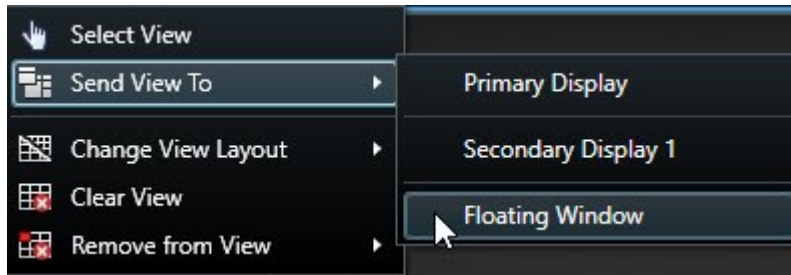 Select View
Send View To
Change View Layout
Clear View
Remove from View
Primary Display
Secondary Display 1
Floating Window